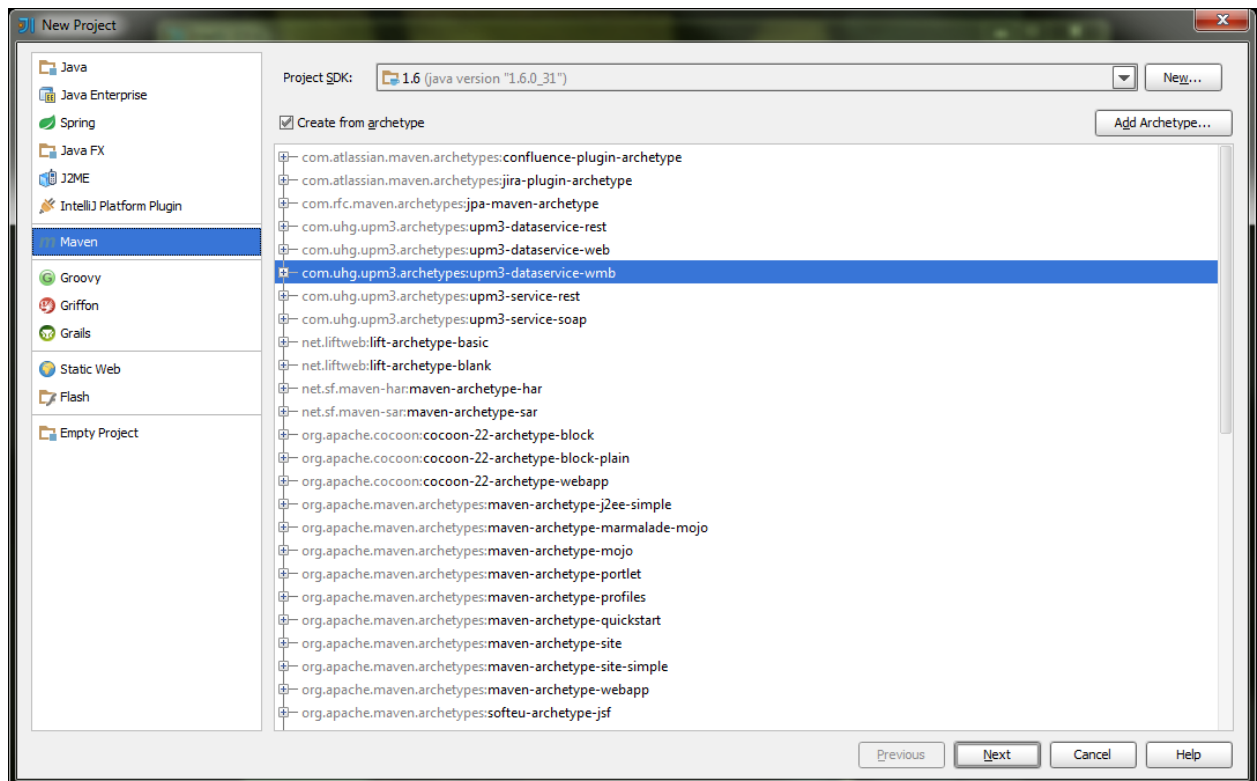 New Project
Java
Java Enterprise
Spring
Java FX
J2ME
IntelliJ Platform Plugin
Maven
Groovy
Griffon
Grails
Static Web
Flash
Empty Project
Project SDK: 1.6 (java version "1.6.0_31") New...
Create from archetype Add Archetype...
com.atlassian.maven.archetypes:confluence-plugin-archetype
com.atlassian.maven.archetypes:jira-plugin-archetype
com.rfc.maven.archetypes:jpa-maven-archetype
com.uhg.upm3.archetypes:upm3-dataservice-rest
com.uhg.upm3.archetypes:upm3-dataservice-web
com.uhg.upm3.archetypes:upm3-dataservice-wmb
com.uhg.upm3.archetypes:upm3-service-rest
com.uhg.upm3.archetypes:upm3-service-soap
net.liftweb:lift-archetype-basic
net.liftweb:lift-archetype-blank
net.sf.maven-har:maven-archetype-har
net.sf.maven-sar:maven-archetype-sar
org.apache.cocoon:cocoon-22-archetype-block
org.apache.cocoon:cocoon-22-archetype-block-plain
org.apache.cocoon:cocoon-22-archetype-webapp
org.apache.maven.archetypes:maven-archetype-j2ee-simple
org.apache.maven.archetypes:maven-archetype-marmalade-mojo
org.apache.maven.archetypes:maven-archetype-mojo
org.apache.maven.archetypes:maven-archetype-portlet
org.apache.maven.archetypes:maven-archetype-profiles
org.apache.maven.archetypes:maven-archetype-quickstart
org.apache.maven.archetypes:maven-archetype-site
org.apache.maven.archetypes:maven-archetype-site-simple
org.apache.maven.archetypes:maven-archetype-webapp
org.apache.maven.archetypes:softeu-archetype-jsf
Previous Next Cancel Help